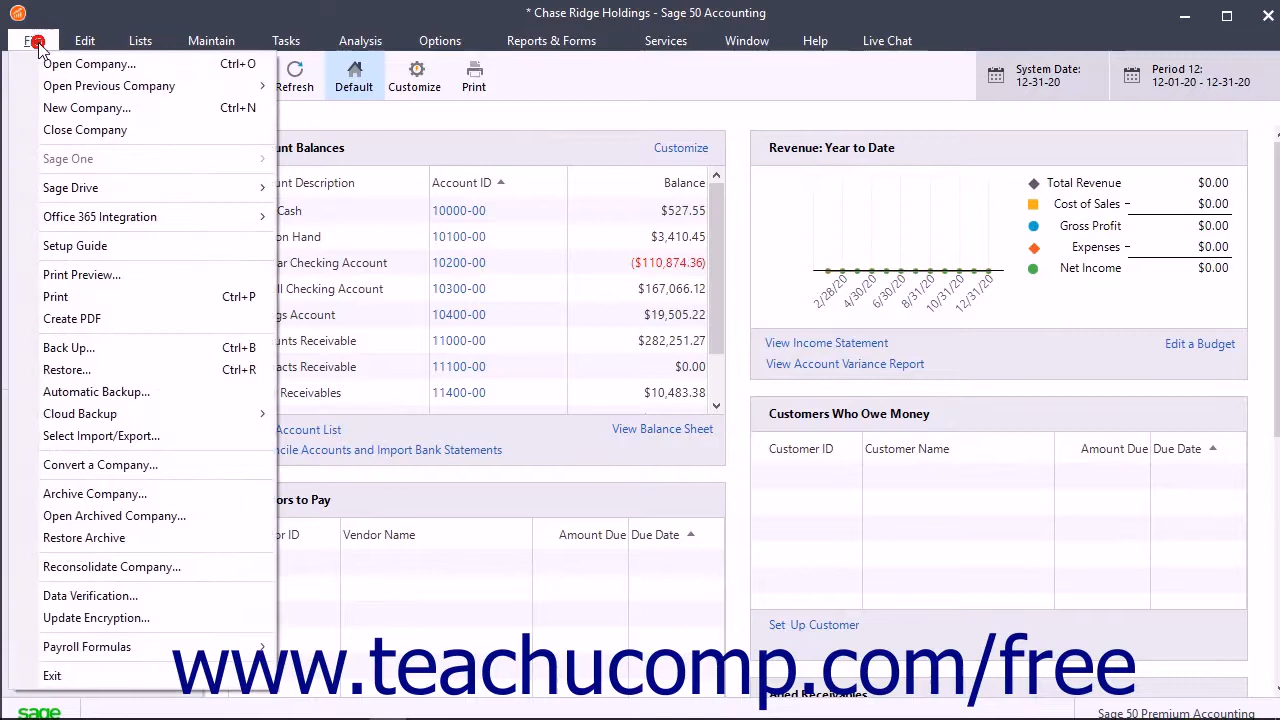 * Chase Ridge Holdings - Sage 50 Accounting
Edit Lists Maintain Tasks Analysis Options Reports & Forms Services Window Help Live Chat
Open Company... Ctrl+O
Open Previous Company
New Company... Ctrl+N
Close Company
Sage One
Sage Drive
Office 365 Integration
Setup Guide
Print Preview...
Print Ctrl+P
Create PDF
Back Up... Ctrl+B
Restore... Ctrl+R
Automatic Backup...
Cloud Backup
Select Import/Export...
Convert a Company...
Archive Company...
Open Archived Company...
Restore Archive
Reconsolidate Company...
Data Verification...
Update Encryption...
Payroll Formulas
Exit
Refresh Default Customize Print
System Date:
12-31-20
Period 12:
12-01-20 - 12-31-20
unt Balances Customize
unt Description Account ID Balance
Cash 10000-00 $527.55
on Hand 10100-00 $3,410.45
ar Checking Account 10200-00 ($110,874.36)
ll Checking Account 10300-00 $167,066.12
gs Account 10400-00 $19,505.22
unts Receivable 11000-00 $282,251.27
acts Receivable 11100-00 $0.00
Receivables 11400-00 $10,483.38
Account List View Balance Sheet
ncile Accounts and Import Bank Statements
ors to Pay
or ID Vendor Name Amount Due Due Date
Revenue: Year to Date
Total Revenue $0.00
Cost of Sales - $0.00
Gross Profit $0.00
Expenses - $0.00
Net Income $0.00
2/28/20 4/30/20 6/30/20 8/31/20 10/31/20 12/31/20
View Income Statement Edit a Budget
View Account Variance Report
Customers Who Owe Money
Customer ID Customer Name Amount Due Due Date
Set Up Customer
Aged Receivables
www.teachucomp.com/free
sage
Sage 50 Premium Accounting